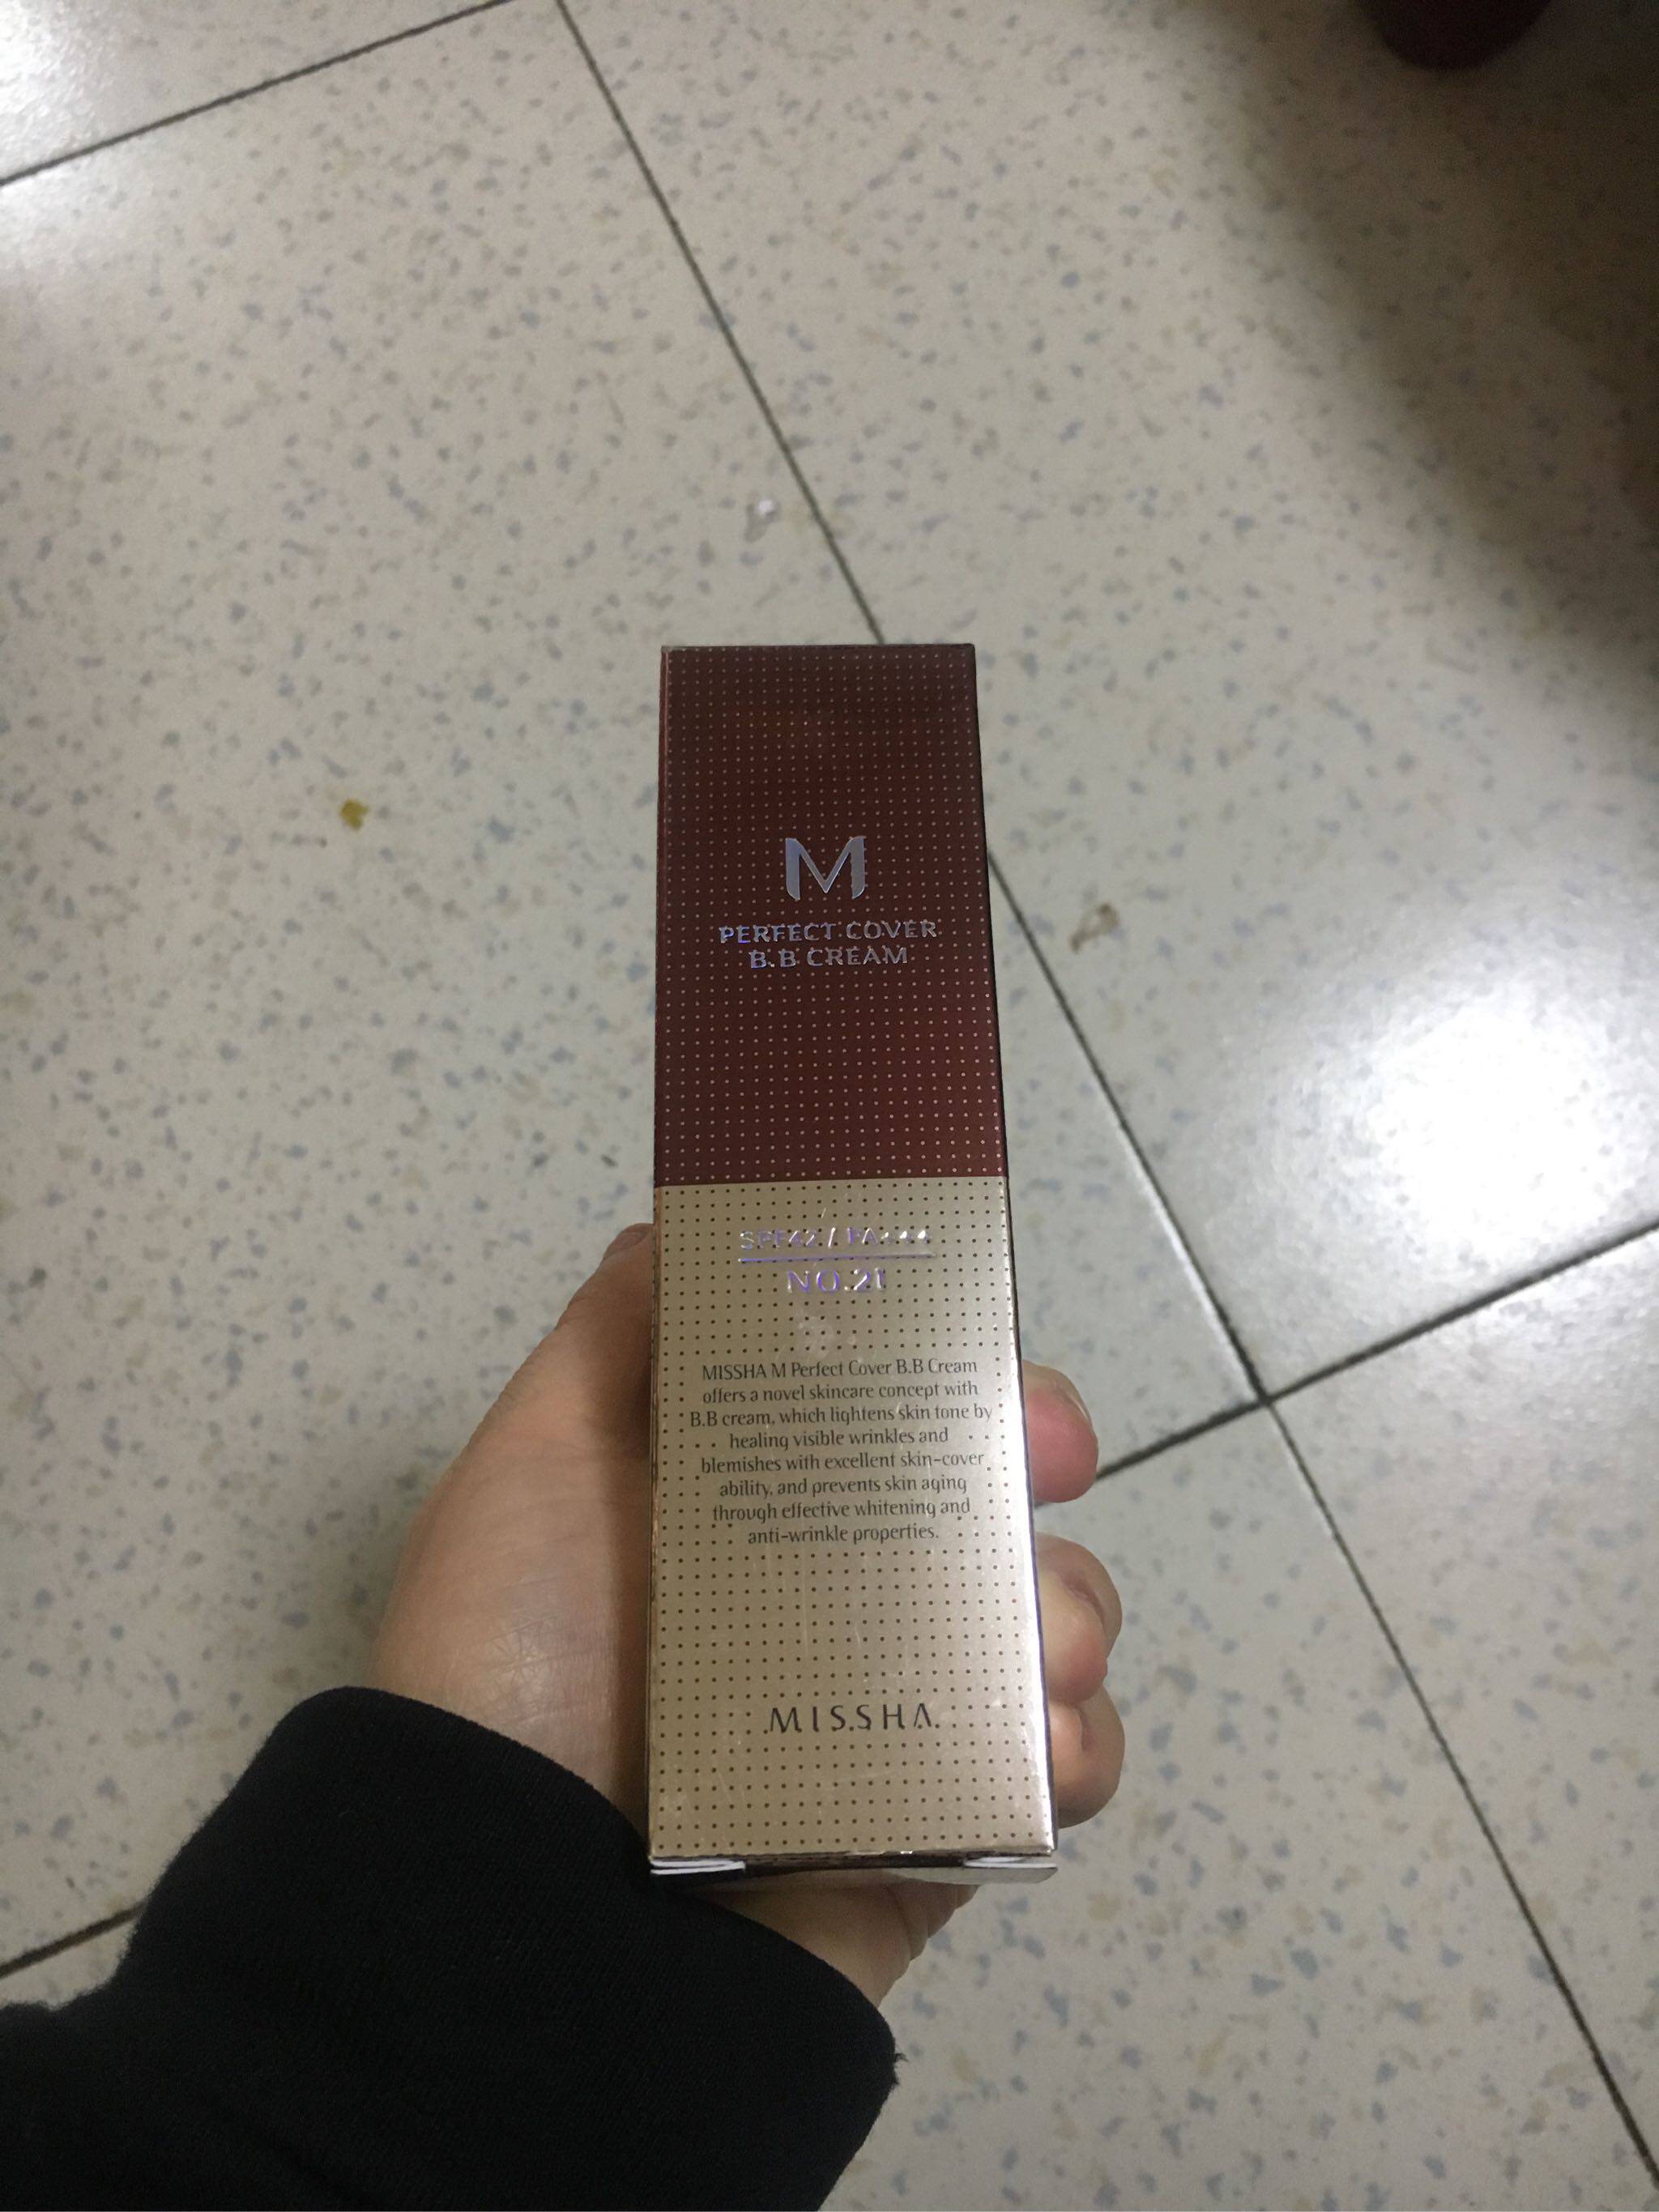 M
PERFECT COVER
B.B CREAM
SPF42 / PA+++
NO.21
MISSHA M Perfect Cover B.B Cream
offers a novel skincare concept with
B.B cream, which lightens skin tone by
healing visible wrinkles and
blemishes with excellent skin-cover
ability, and prevents skin aging
through effective whitening and
anti-wrinkle properties.
MISSHA